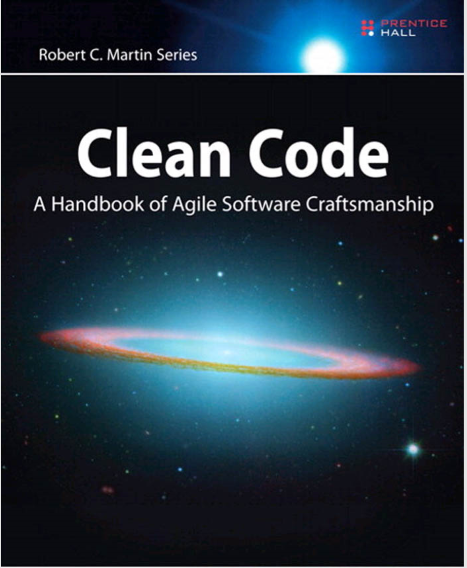 PRENTICE
HALL
Robert C. Martin Series
Clean Code
A Handbook of Agile Software Craftsmanship